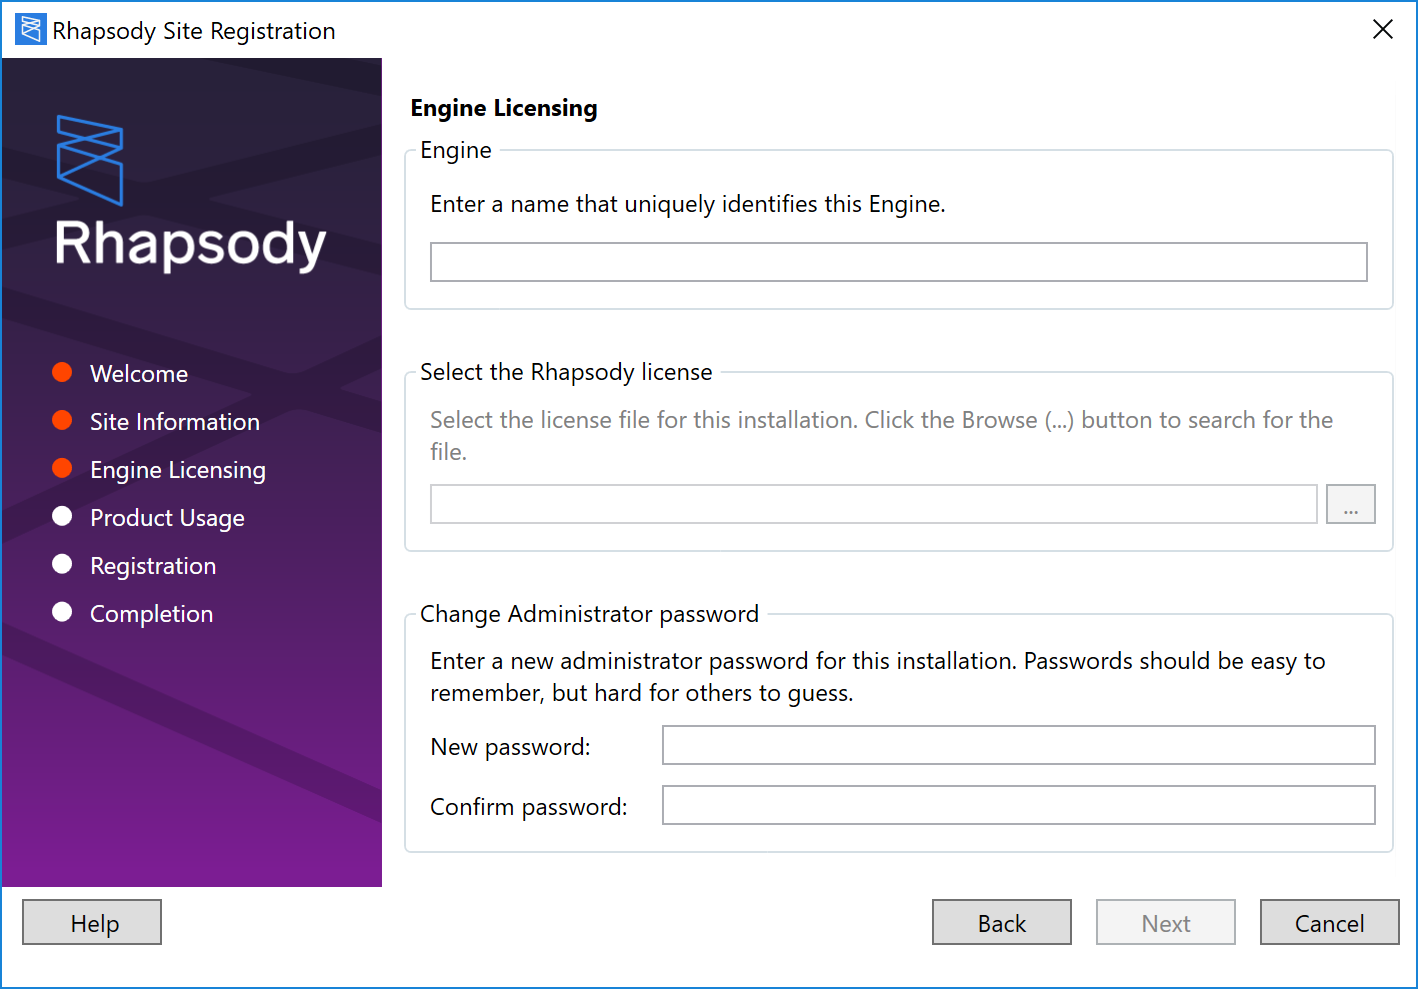 Rhapsody Site Registration
Rhapsody
Welcome
Site Information
Engine Licensing
Product Usage
Registration
Completion
Engine Licensing
Engine
Enter a name that uniquely identifies this Engine.
Select the Rhapsody license
Select the license file for this installation. Click the Browse (...) button to search for the
file.
...
Change Administrator password
Enter a new administrator password for this installation. Passwords should be easy to
remember, but hard for others to guess.
New password:
Confirm password:
Help
Back
Next
Cancel